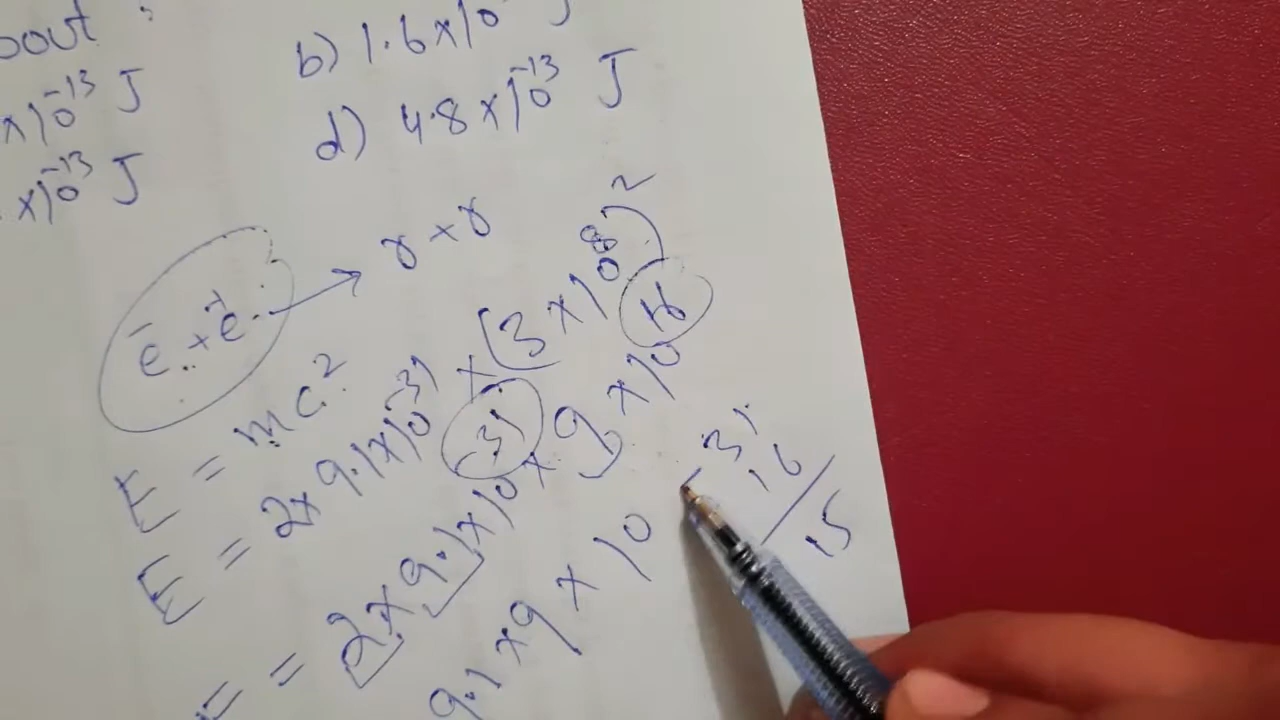 b) 1.6×10 J
×10⁻¹³ J
d) 4.8×10⁻¹³ J
×10⁻¹³ J
e⁻ + e⁻ → γ + γ
E = mc²
E = 2×9.1×10⁻³¹ × (3×10⁸)²
= 2×9.1×10⁻³¹ × 9×10¹⁶
9.1×9×10⁻
31
16
15